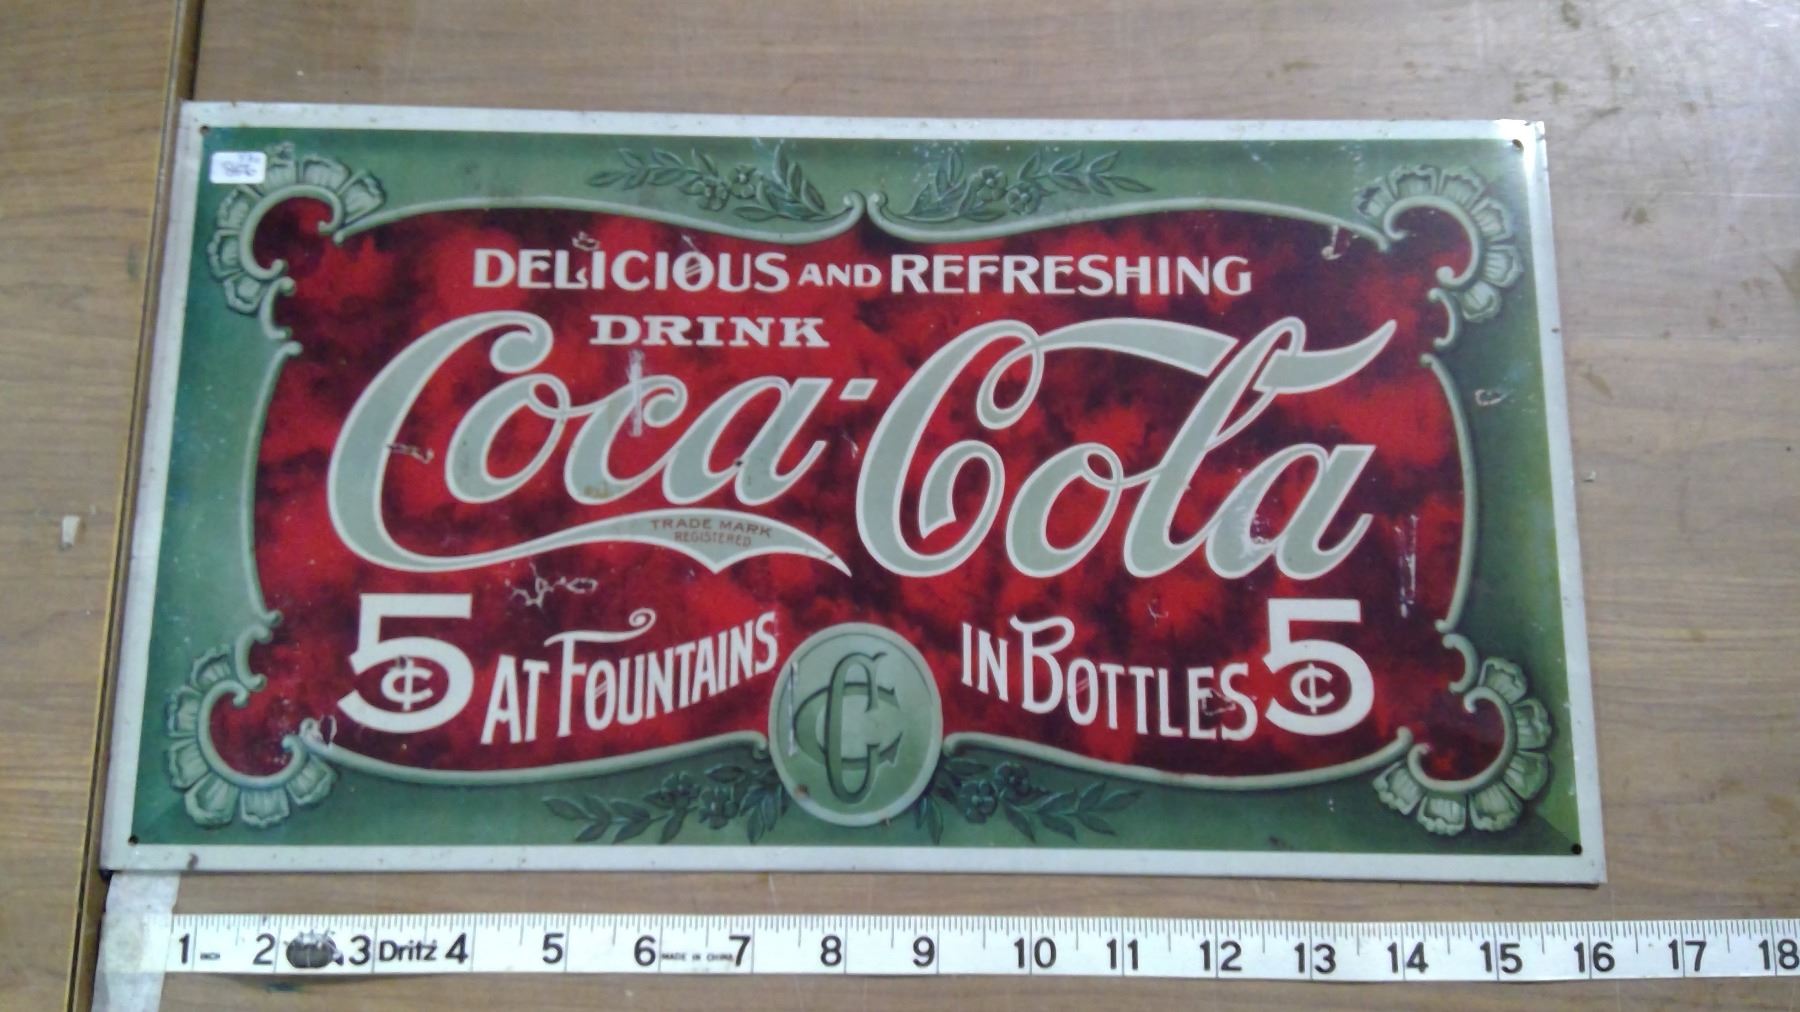 DELICIOUS AND REFRESHING
DRINK
Coca-Cola
TRADE MARK
REGISTERED
5¢ AT FOUNTAINS
IN BOTTLES 5¢
CC
1 INCH 2 3 Dritz 4 5 6 MADE IN CHINA 7 8 9 10 11 12 13 14 15 16 17 18